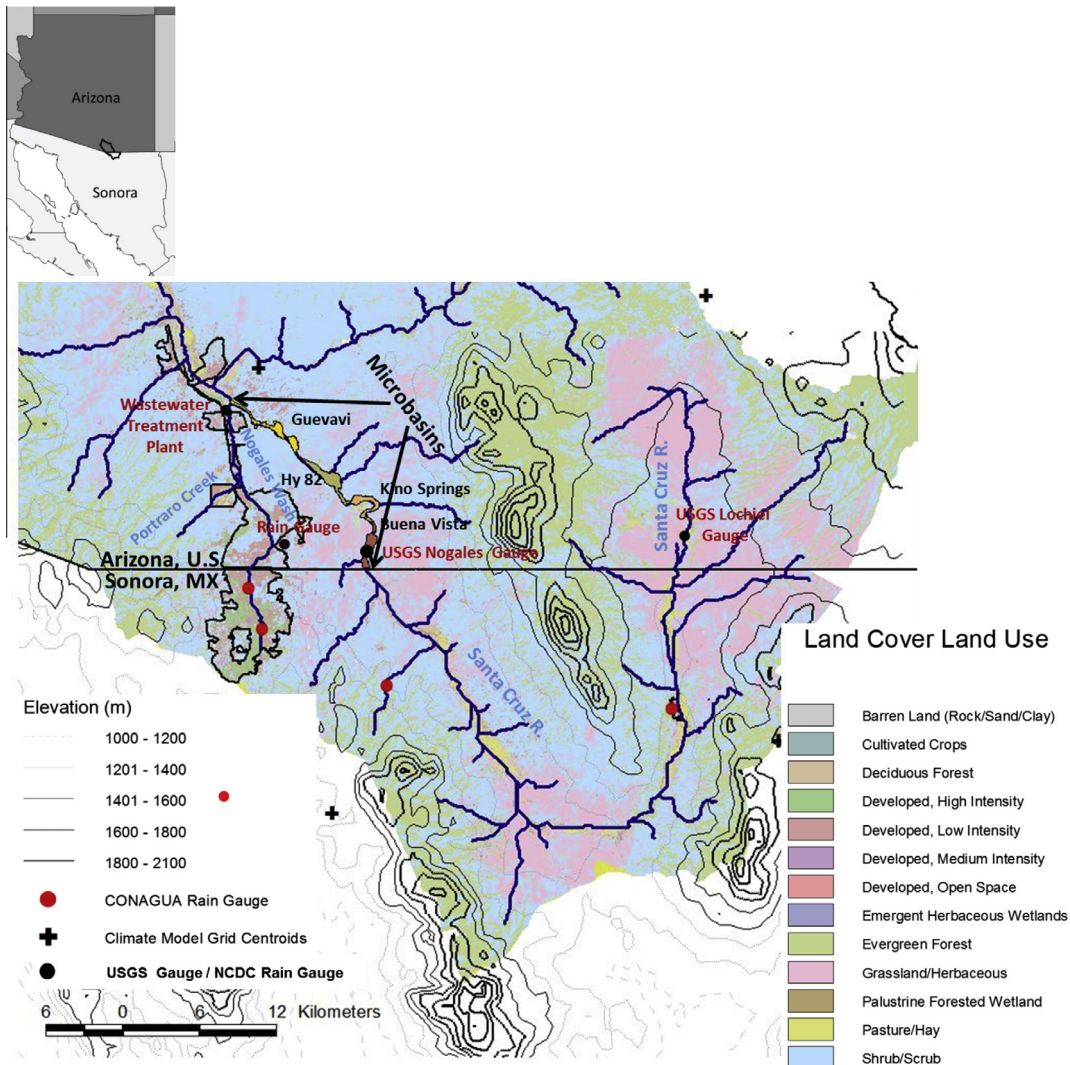 Arizona
Sonora
Microbasins
Wastewater
Treatment
Plant
Guevavi
Nogales Wash
Hy 82
Kino Springs
Portraro Creek
Rain Gauge
Buena Vista
USGS Nogales Gauge
Santa Cruz R.
USGS Lochiel
Gauge
Arizona, U.S
Sonora, MX
Santa Cruz R.
Land Cover Land Use
Barren Land (Rock/Sand/Clay)
Cultivated Crops
Deciduous Forest
Developed, High Intensity
Developed, Low Intensity
Developed, Medium Intensity
Developed, Open Space
Emergent Herbaceous Wetlands
Evergreen Forest
Grassland/Herbaceous
Palustrine Forested Wetland
Pasture/Hay
Shrub/Scrub
Elevation (m)
1000 - 1200
1201 - 1400
1401 - 1600
1600 - 1800
1800 - 2100
CONAGUA Rain Gauge
Climate Model Grid Centroids
USGS Gauge / NCDC Rain Gauge
6 0 6 12 Kilometers